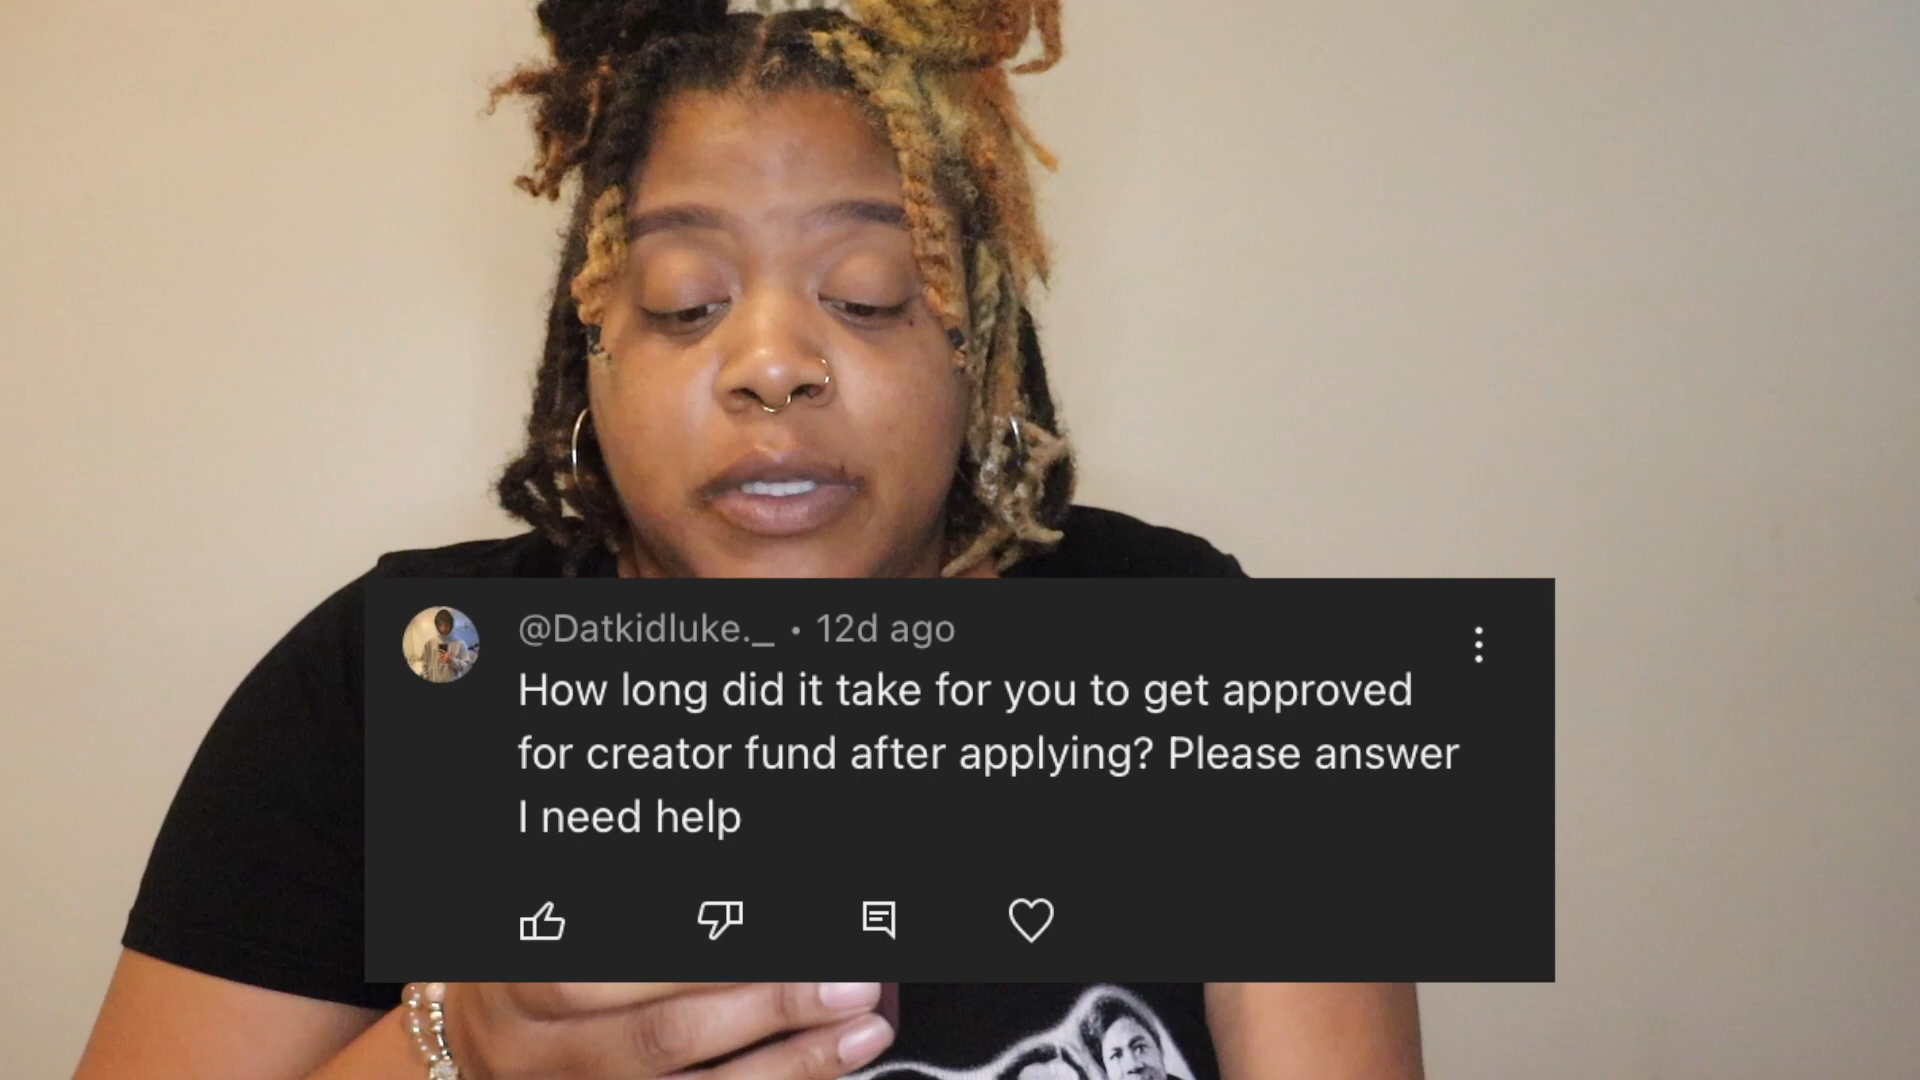 @Datkidluke._ • 12d ago
How long did it take for you to get approved
for creator fund after applying? Please answer
I need help